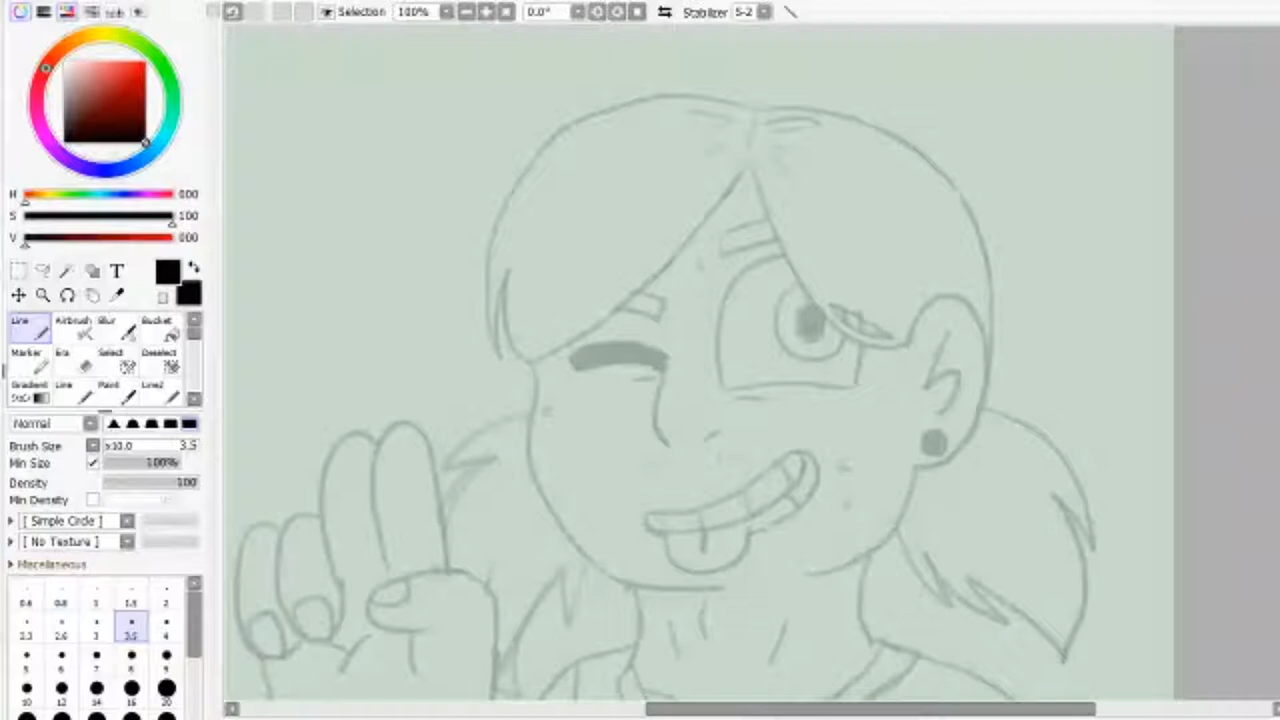 Selection 100% 0.0° Stabilizer S-2
H 000
S 100
V 000
T
Line Airbrush Blur Bucket
Marker Era Select Deselect
Gradient Line Paint Line2
Normal
Brush Size x10.0 3.5
Min Size 100%
Density 100
Min Density
[ Simple Circle ]
[ No Texture ]
Miscellaneous
0.6 0.8 1 1.5 2
2.3 2.6 3 3.5 4
5 6 7 8 9
10 12 14 16 20